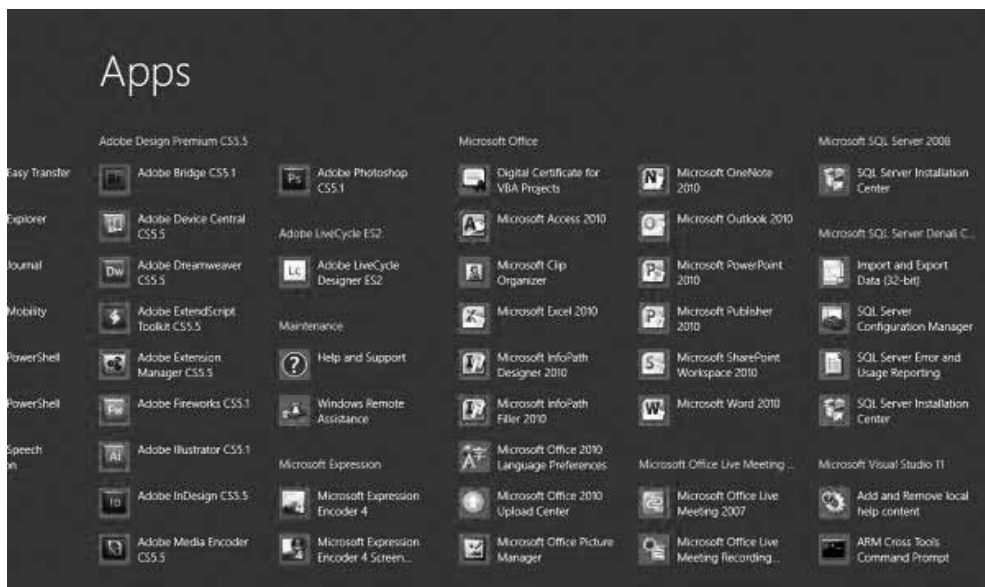 Apps
Easy Transfer
Explorer
Journal
Mobility
PowerShell
PowerShell
Speech
Adobe Design Premium CS5.5
Adobe Bridge CS5.1
Adobe Device Central
CS5.5
Dw
Adobe Dreamweaver
CS5.5
Adobe ExtendScript
Toolkit CS5.5
Adobe Extension
Manager CS5.5
Fw
Adobe Fireworks CS5.1
Ai
Adobe Illustrator CS5.1
Id
Adobe InDesign CS5.5
Adobe Media Encoder
CS5.5
Ps
Adobe Photoshop
CS5.1
Adobe LiveCycle ES2
LC
Adobe LiveCycle
Designer ES2
Maintenance
?
Help and Support
Windows Remote
Assistance
Microsoft Expression
Microsoft Expression
Encoder 4
Microsoft Expression
Encoder 4 Screen...
Microsoft Office
Digital Certificate for
VBA Projects
A
Microsoft Access 2010
Microsoft Clip
Organizer
X
Microsoft Excel 2010
Microsoft InfoPath
Designer 2010
Microsoft InfoPath
Filler 2010
Microsoft Office 2010
Language Preferences
Microsoft Office 2010
Upload Center
Microsoft Office Picture
Manager
N
Microsoft OneNote
2010
O
Microsoft Outlook 2010
P
Microsoft PowerPoint
2010
P
Microsoft Publisher
2010
S
Microsoft SharePoint
Workspace 2010
W
Microsoft Word 2010
Microsoft Office Live Meeting ...
Microsoft Office Live
Meeting 2007
Microsoft Office Live
Meeting Recording...
Microsoft SQL Server 2008
SQL Server Installation
Center
Microsoft SQL Server Denali C...
Import and Export
Data (32-bit)
SQL Server
Configuration Manager
SQL Server Error and
Usage Reporting
SQL Server Installation
Center
Microsoft Visual Studio 11
Add and Remove local
help content
ARM Cross Tools
Command Prompt